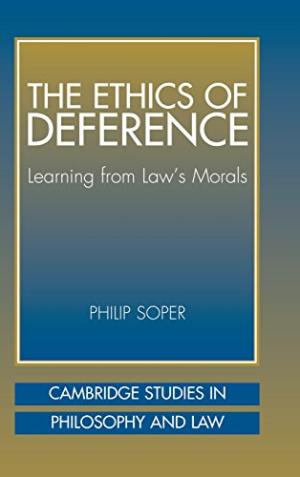 THE ETHICS OF
DEFERENCE
Learning from Law's Morals
PHILIP SOPER
CAMBRIDGE STUDIES IN
PHILOSOPHY AND LAW